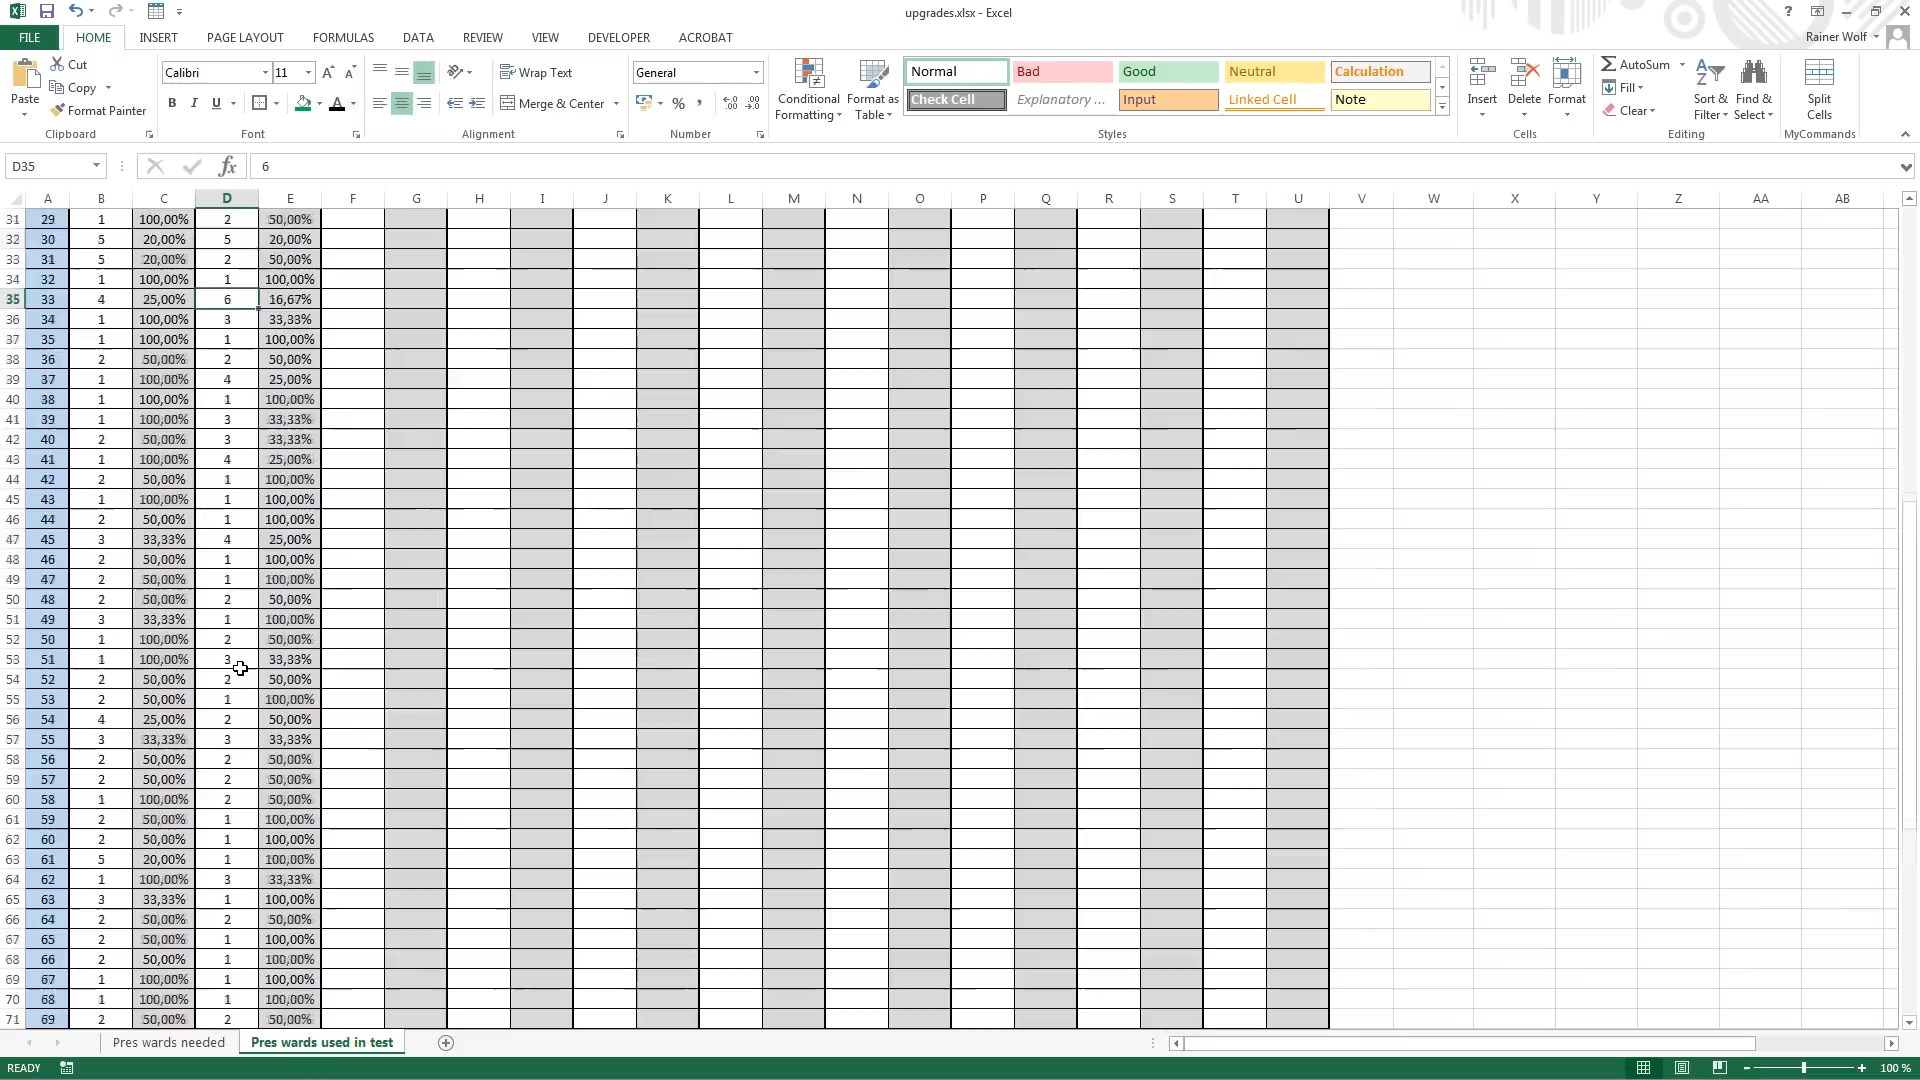 upgrades.xlsx - Excel
?
FILE HOME INSERT PAGE LAYOUT FORMULAS DATA REVIEW VIEW DEVELOPER ACROBAT Rainer Wolf
Paste Cut Copy Format Painter
Calibri 11
B I U
Wrap Text
Merge & Center
General
%
Conditional Formatting
Format as Table
Normal Bad Good Neutral Calculation
Check Cell Explanatory ... Input Linked Cell Note
Insert Delete Format
AutoSum
Fill
Clear
Sort & Filter
Find & Select
Split Cells
Clipboard Font Alignment Number Styles Cells Editing MyCommands
D35 fx 6
A B C D E F G H I J K L M N O P Q R S T U V W X Y Z AA AB
31 29 1 100,00% 2 50,00%
32 30 5 20,00% 5 20,00%
33 31 5 20,00% 2 50,00%
34 32 1 100,00% 1 100,00%
35 33 4 25,00% 6 16,67%
36 34 1 100,00% 3 33,33%
37 35 1 100,00% 1 100,00%
38 36 2 50,00% 2 50,00%
39 37 1 100,00% 4 25,00%
40 38 1 100,00% 1 100,00%
41 39 1 100,00% 3 33,33%
42 40 2 50,00% 3 33,33%
43 41 1 100,00% 4 25,00%
44 42 2 50,00% 1 100,00%
45 43 1 100,00% 1 100,00%
46 44 2 50,00% 1 100,00%
47 45 3 33,33% 4 25,00%
48 46 2 50,00% 1 100,00%
49 47 2 50,00% 1 100,00%
50 48 2 50,00% 2 50,00%
51 49 3 33,33% 1 100,00%
52 50 1 100,00% 2 50,00%
53 51 1 100,00% 3 33,33%
54 52 2 50,00% 2 50,00%
55 53 2 50,00% 1 100,00%
56 54 4 25,00% 2 50,00%
57 55 3 33,33% 3 33,33%
58 56 2 50,00% 2 50,00%
59 57 2 50,00% 2 50,00%
60 58 1 100,00% 2 50,00%
61 59 2 50,00% 1 100,00%
62 60 2 50,00% 1 100,00%
63 61 5 20,00% 1 100,00%
64 62 1 100,00% 3 33,33%
65 63 3 33,33% 1 100,00%
66 64 2 50,00% 2 50,00%
67 65 2 50,00% 1 100,00%
68 66 2 50,00% 1 100,00%
69 67 1 100,00% 1 100,00%
70 68 1 100,00% 1 100,00%
71 69 2 50,00% 2 50,00%
Pres wards needed Pres wards used in test
READY 100 %